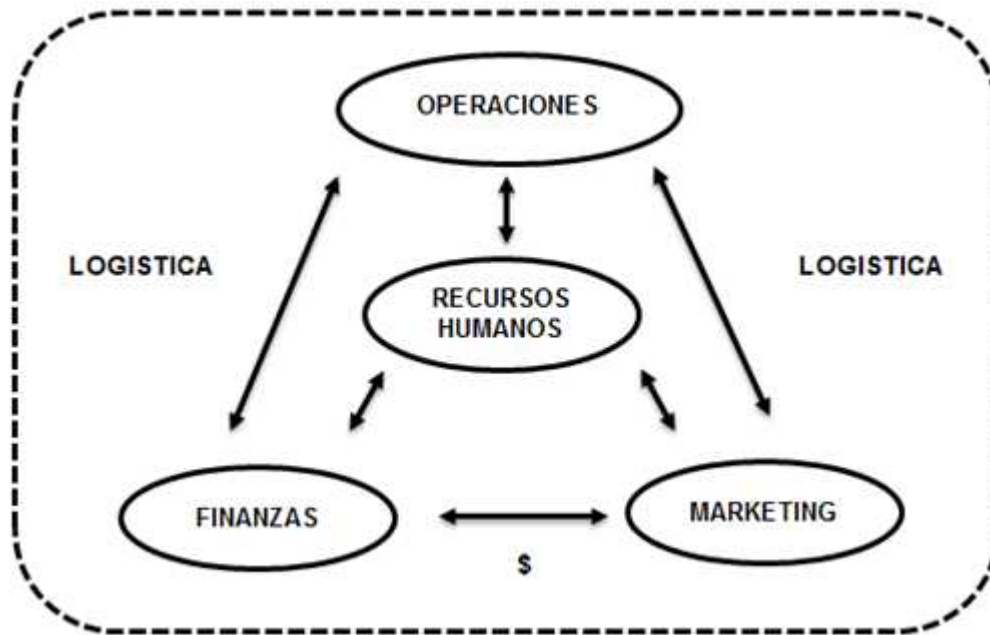 OPERACIONES
LOGISTICA
LOGISTICA
RECURSOS
HUMANOS
FINANZAS
MARKETING
$